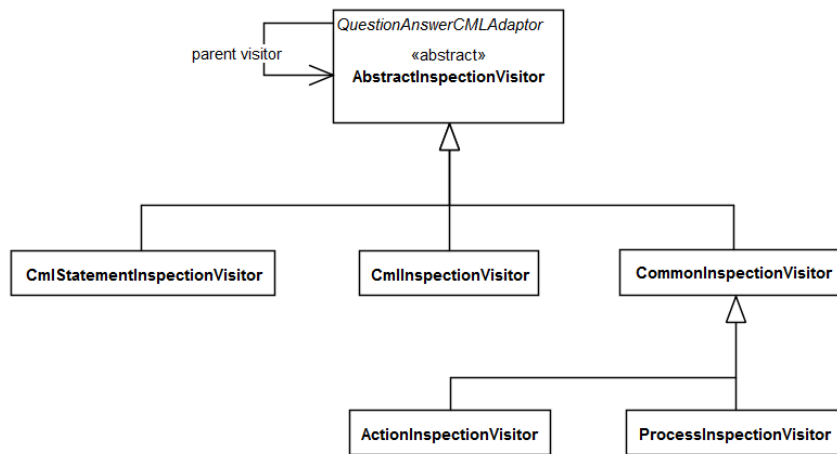 QuestionAnswerCMLAdaptor
parent visitor
«abstract»
AbstractInspectionVisitor
CmlStatementInspectionVisitor
CmlInspectionVisitor
CommonInspectionVisitor
ActionInspectionVisitor
ProcessInspectionVisitor